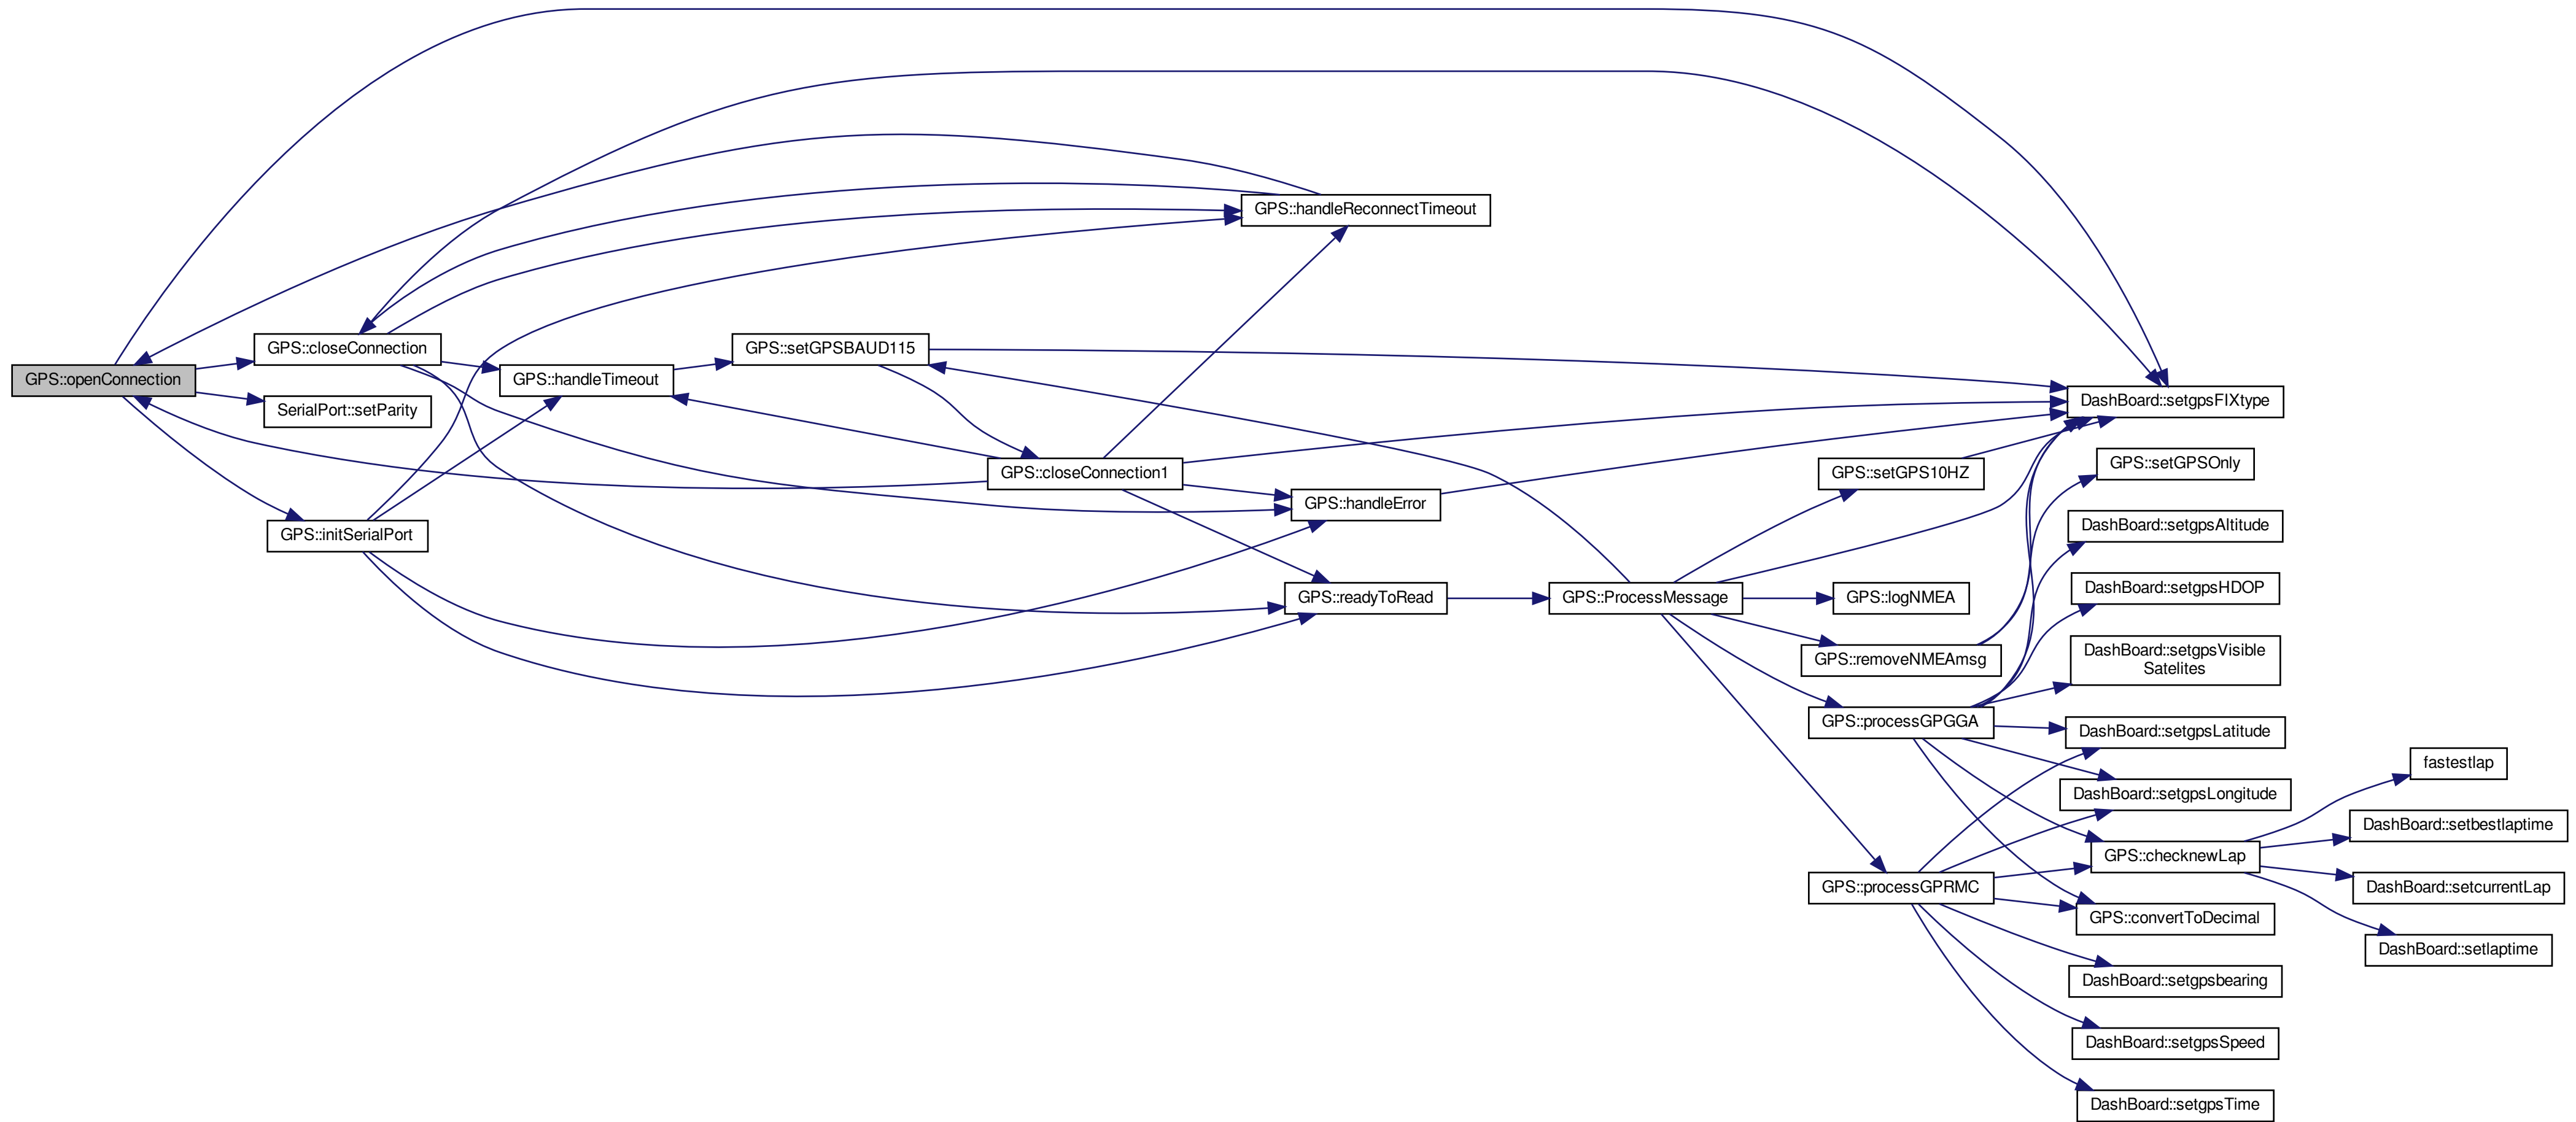 GPS::openConnection
GPS::closeConnection
SerialPort::setParity
GPS::initSerialPort
GPS::handleTimeout
GPS::setGPSBAUD115
GPS::closeConnection1
GPS::handleReconnectTimeout
GPS::handleError
GPS::readyToRead
GPS::ProcessMessage
GPS::setGPS10HZ
GPS::logNMEA
GPS::removeNMEAmsg
GPS::processGPGGA
GPS::processGPRMC
DashBoard::setgpsFIXtype
GPS::setGPSOnly
DashBoard::setgpsAltitude
DashBoard::setgpsHDOP
DashBoard::setgpsVisible
Satelites
DashBoard::setgpsLatitude
DashBoard::setgpsLongitude
GPS::checknewLap
GPS::convertToDecimal
DashBoard::setgpsbearing
DashBoard::setgpsSpeed
DashBoard::setgpsTime
fastestlap
DashBoard::setbestlaptime
DashBoard::setcurrentLap
DashBoard::setlaptime